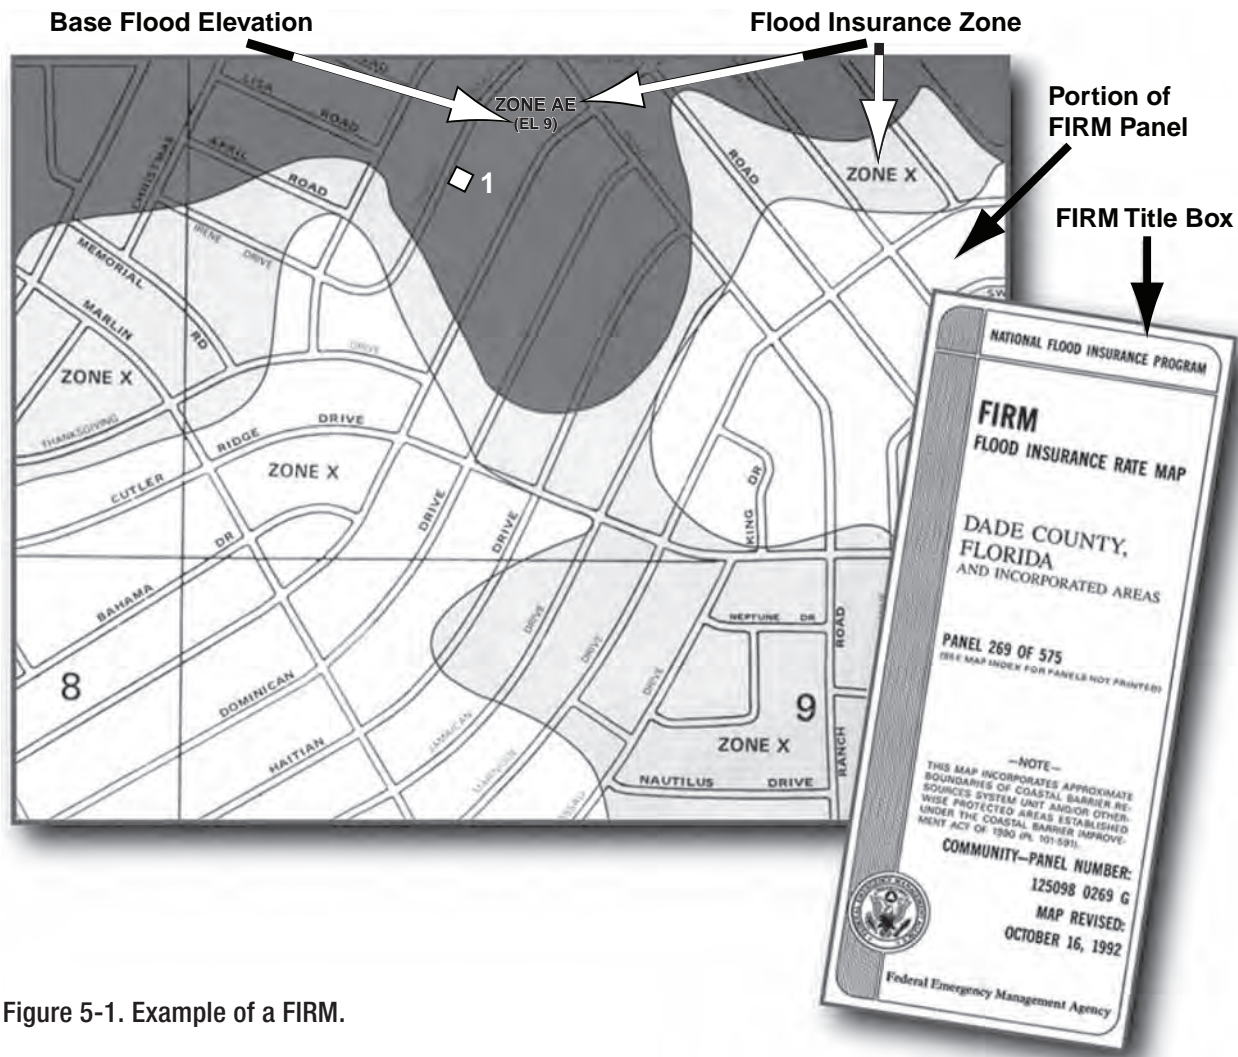 Base Flood Elevation
Flood Insurance Zone
Portion of
FIRM Panel
FIRM Title Box
LISA
ROAD
ZONE AE
(EL 9)
APRIL
ROAD
CHRISTMAS
1
ROAD
ZONE X
IRENE
DRIVE
MEMORIAL
RD
MARLIN
DRIVE
ZONE X
THANKSGIVING
CUTLER
RIDGE
DRIVE
ZONE X
DR
BAHAMA
DRIVE
DRIVE
KING
DR
8
DOMINICAN
HAITIAN
JAMAICAN
DRIVE
DRIVE
DRIVE
NEPTUNE DR
ROAD
9
ZONE X
RANCH
NAUTILUS DRIVE
SW
NATIONAL FLOOD INSURANCE PROGRAM
FIRM
FLOOD INSURANCE RATE MAP
DADE COUNTY,
FLORIDA
AND INCORPORATED AREAS
PANEL 269 OF 575
(SEE MAP INDEX FOR PANELS NOT PRINTED)
—NOTE—
THIS MAP INCORPORATES APPROXIMATE
BOUNDARIES OF COASTAL BARRIER RE-
SOURCES SYSTEM UNIT AND/OR OTHER-
WISE PROTECTED AREAS ESTABLISHED
UNDER THE COASTAL BARRIER IMPROVE-
MENT ACT OF 1990 (PL 101-591).
COMMUNITY—PANEL NUMBER:
125098 0269 G
MAP REVISED:
OCTOBER 16, 1992
FEDERAL EMERGENCY MANAGEMENT AGENCY
Federal Emergency Management Agency
Figure 5-1. Example of a FIRM.